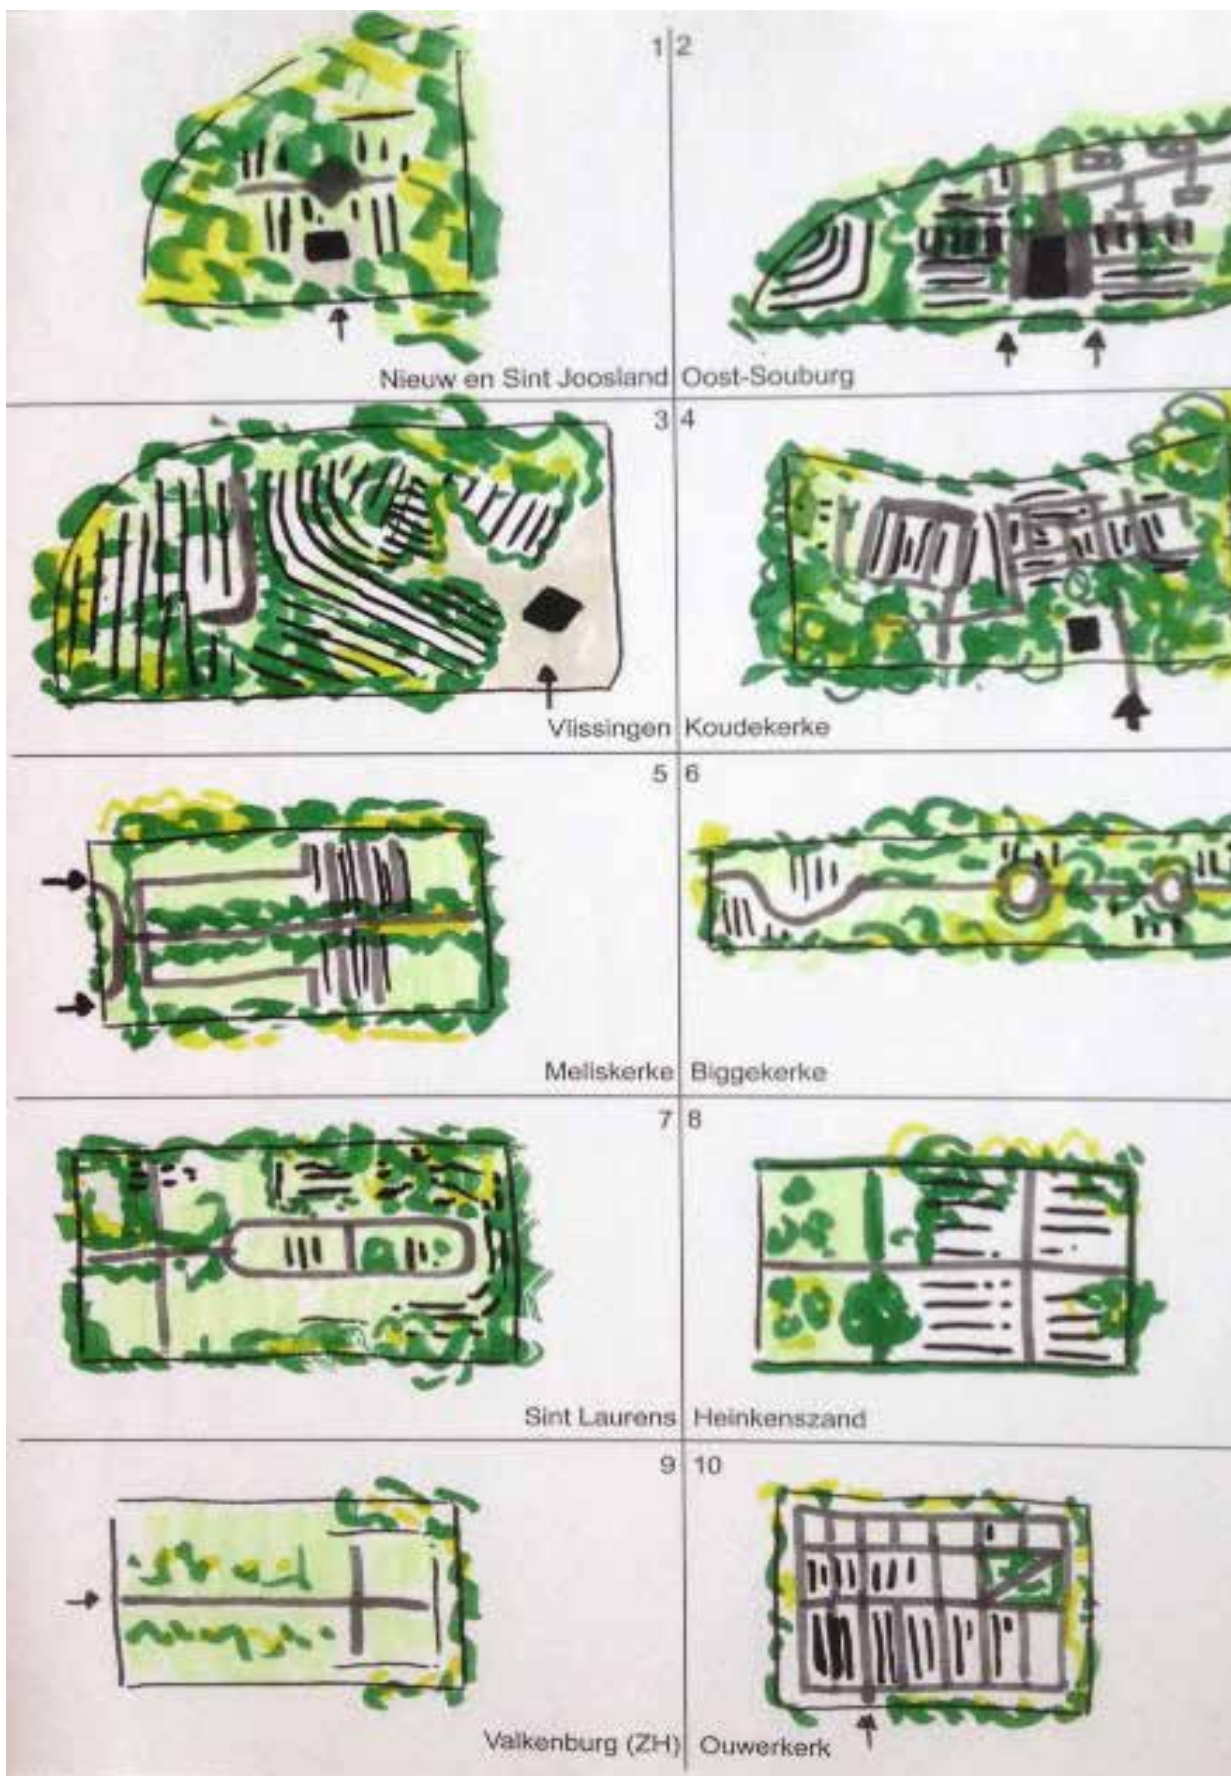 1 2
Nieuw en Sint Joosland Oost-Souburg
3 4
Vlissingen Koudekerke
5 6
Meliskerke Biggekerke
7 8
Sint Laurens Heinkenszand
9 10
Valkenburg (ZH) Ouwerkerk